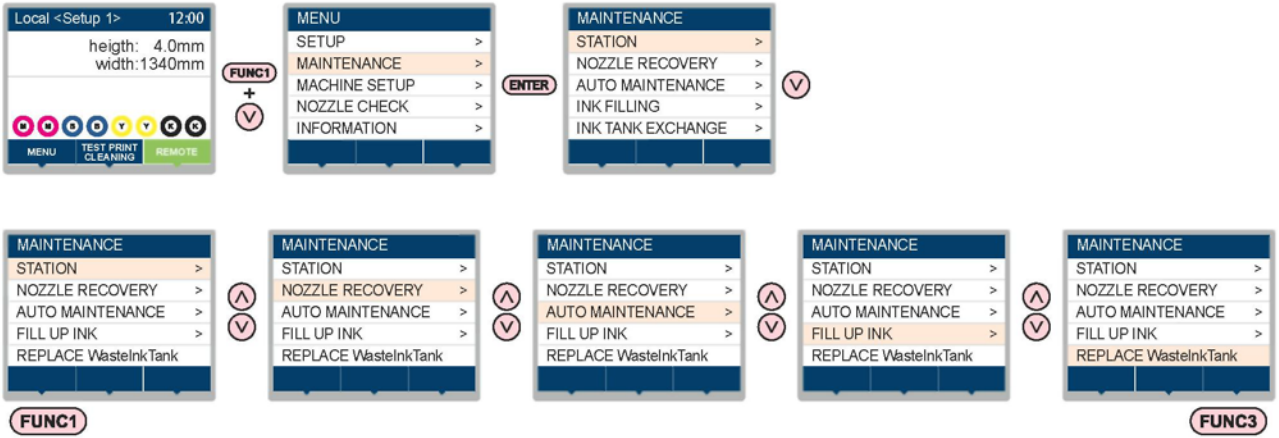 Local <Setup 1> 12:00
heigth: 4.0mm
width:1340mm
M M B B Y Y K K
MENU TEST PRINT CLEANING REMOTE
FUNC1
+
MENU
SETUP >
MAINTENANCE >
MACHINE SETUP >
NOZZLE CHECK >
INFORMATION >
ENTER
MAINTENANCE
STATION >
NOZZLE RECOVERY >
AUTO MAINTENANCE >
INK FILLING >
INK TANK EXCHANGE >
MAINTENANCE
STATION >
NOZZLE RECOVERY >
AUTO MAINTENANCE >
FILL UP INK >
REPLACE WasteInkTank
FUNC1
MAINTENANCE
STATION >
NOZZLE RECOVERY >
AUTO MAINTENANCE >
FILL UP INK >
REPLACE WasteInkTank
MAINTENANCE
STATION >
NOZZLE RECOVERY >
AUTO MAINTENANCE >
FILL UP INK >
REPLACE WasteInkTank
MAINTENANCE
STATION >
NOZZLE RECOVERY >
AUTO MAINTENANCE >
FILL UP INK >
REPLACE WasteInkTank
MAINTENANCE
STATION >
NOZZLE RECOVERY >
AUTO MAINTENANCE >
FILL UP INK >
REPLACE WasteInkTank
FUNC3